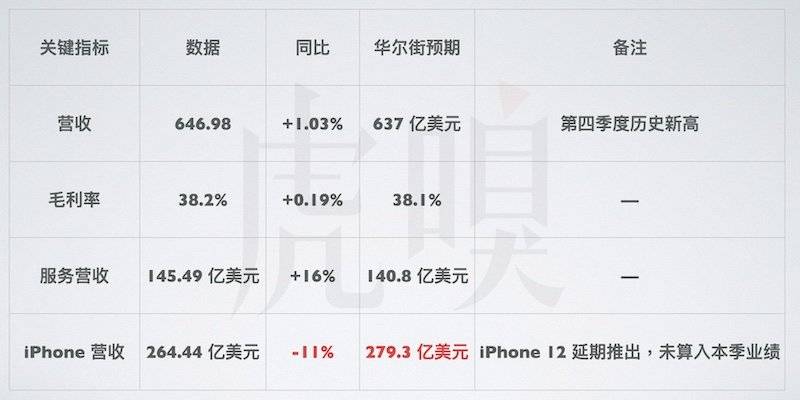 关键指标 数据 同比 华尔街预期 备注
营收 646.98 +1.03% 637 亿美元 第四季度历史新高
毛利率 38.2% +0.19% 38.1% —
服务营收 145.49 亿美元 +16% 140.8 亿美元 —
iPhone 营收 264.44 亿美元 -11% 279.3 亿美元 iPhone 12 延期推出，未算入本季业绩
虎嗅